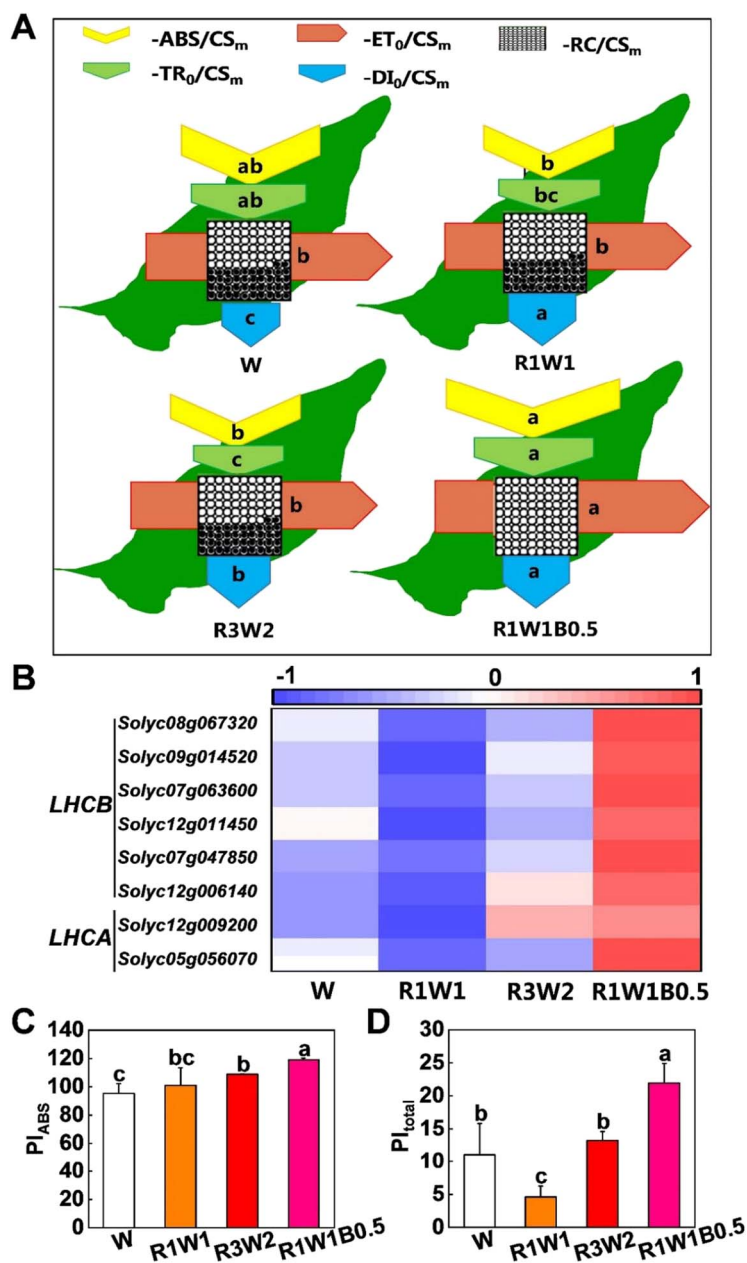 A
-ABS/CSm -ET0/CSm -RC/CSm
-TR0/CSm -DI0/CSm
ab b
ab bc
b b
c a
W R1W1
b a
c a
b a
b a
R3W2 R1W1B0.5
B
-1 0 1
Solyc08g067320
Solyc09g014520
Solyc07g063600
LHCB
Solyc12g011450
Solyc07g047850
Solyc12g006140
Solyc12g009200
LHCA
Solyc05g056070
W R1W1 R3W2 R1W1B0.5
C
PIABS
140
120
100
80
60
40
20
0
c bc b a
W R1W1 R3W2 R1W1B0.5
D
PItotal
30
25
20
15
10
5
0
b c b a
W R1W1 R3W2 R1W1B0.5